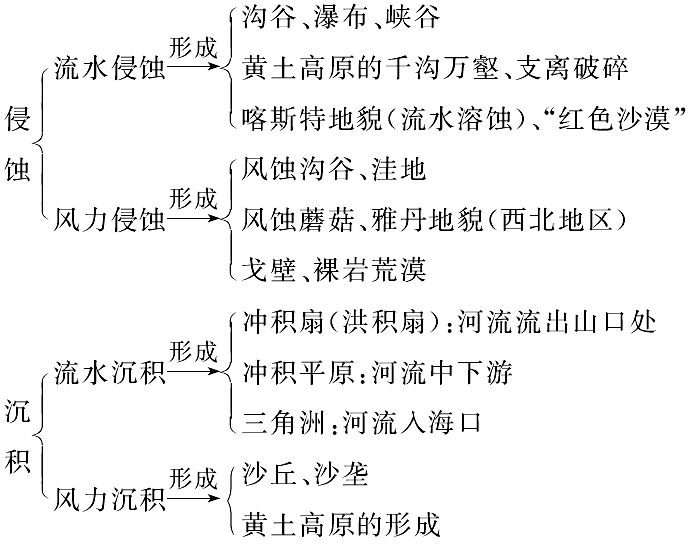 侵蚀
流水侵蚀
形成
沟谷、瀑布、峡谷
黄土高原的千沟万壑、支离破碎
喀斯特地貌(流水溶蚀)、“红色沙漠”
风力侵蚀
形成
风蚀沟谷、洼地
风蚀蘑菇、雅丹地貌(西北地区)
戈壁、裸岩荒漠
沉积
流水沉积
形成
冲积扇(洪积扇):河流流出山口处
冲积平原:河流中下游
三角洲:河流入海口
风力沉积
形成
沙丘、沙垄
黄土高原的形成